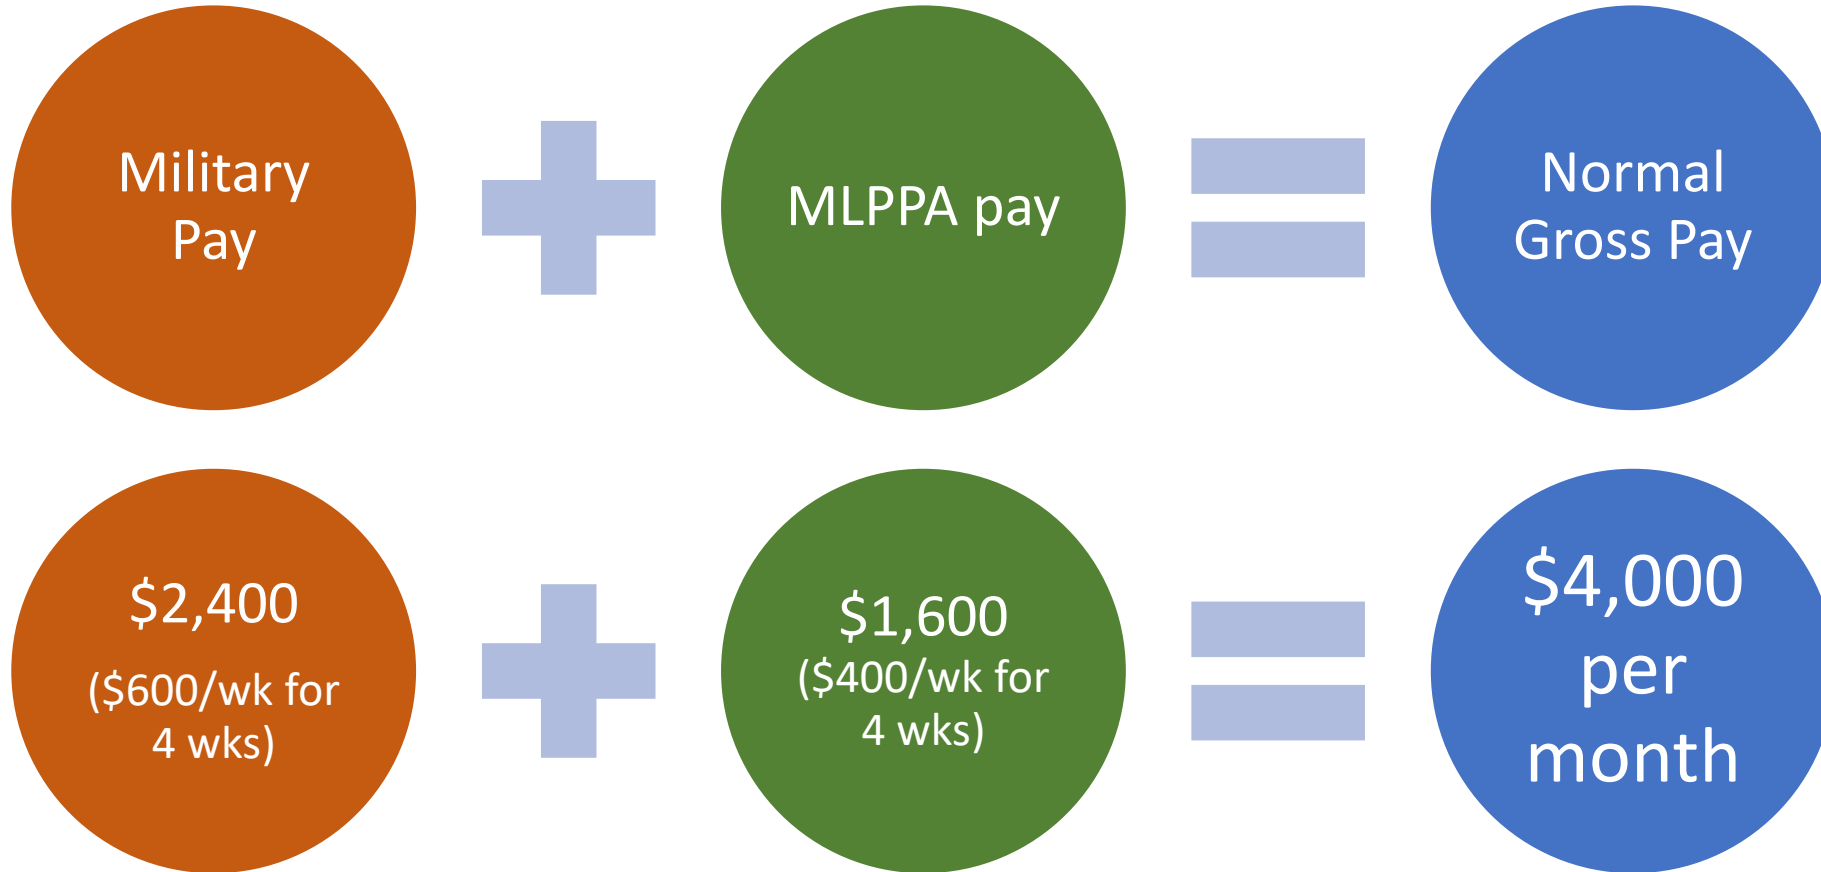 Military
Pay
MLPPA pay
Normal
Gross Pay
$2,400
($600/wk for
4 wks)
$1,600
($400/wk for
4 wks)
$4,000
per
month